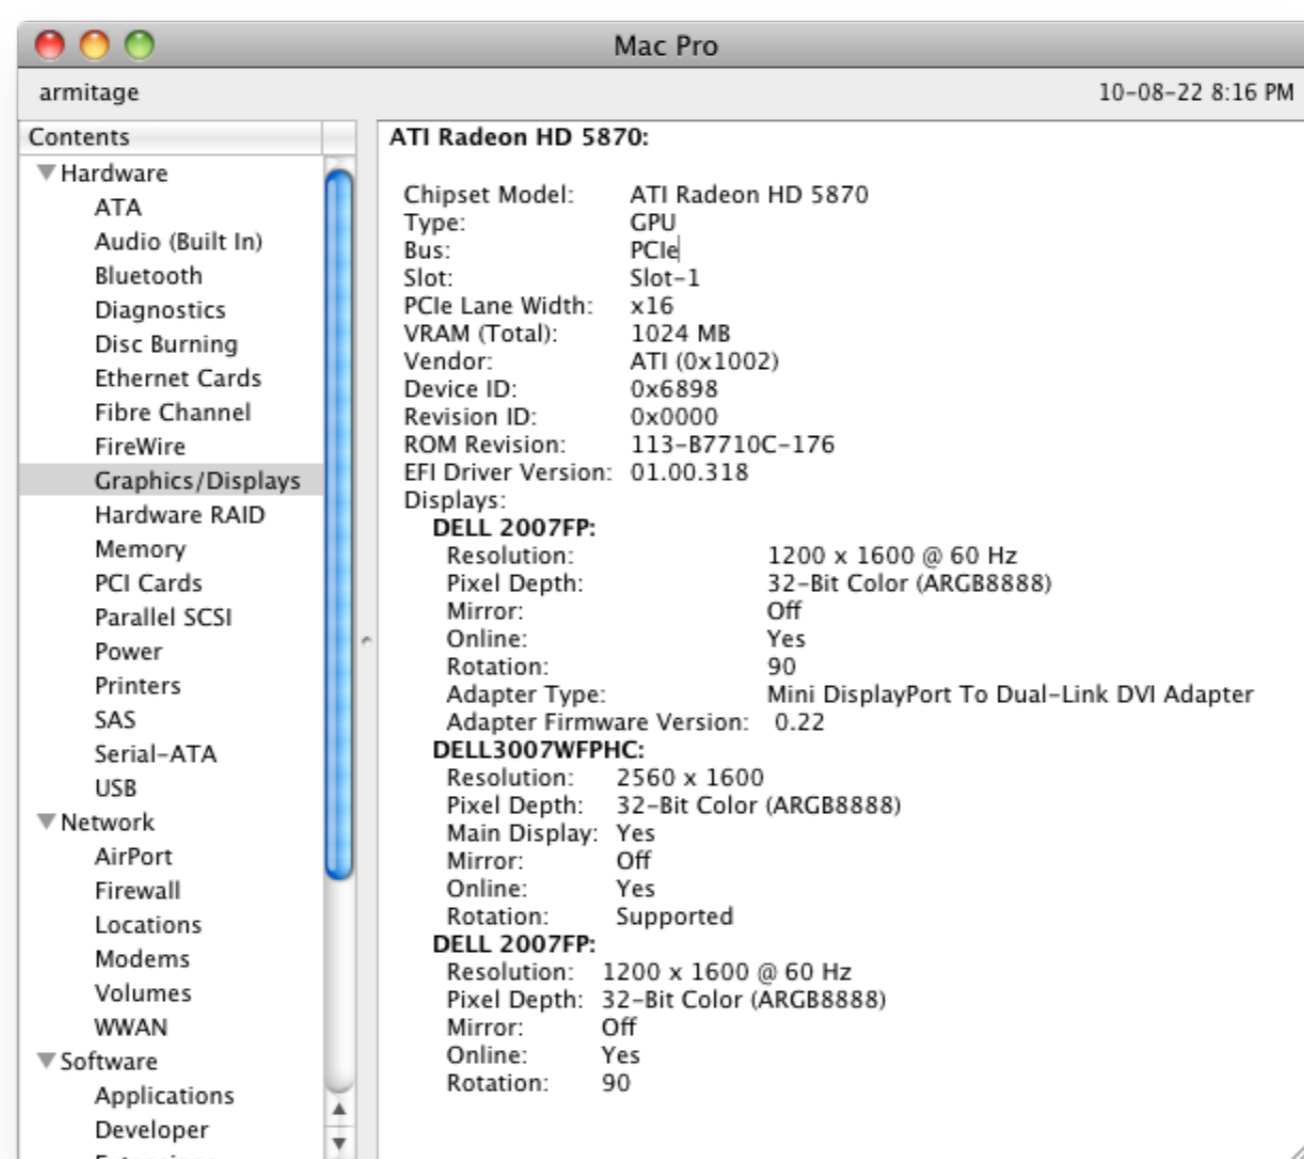 Mac Pro
armitage
10-08-22 8:16 PM
Contents
Hardware
ATA
Audio (Built In)
Bluetooth
Diagnostics
Disc Burning
Ethernet Cards
Fibre Channel
FireWire
Graphics/Displays
Hardware RAID
Memory
PCI Cards
Parallel SCSI
Power
Printers
SAS
Serial-ATA
USB
Network
AirPort
Firewall
Locations
Modems
Volumes
WWAN
Software
Applications
Developer
ATI Radeon HD 5870:
Chipset Model: ATI Radeon HD 5870
Type: GPU
Bus: PCIe
Slot: Slot-1
PCIe Lane Width: x16
VRAM (Total): 1024 MB
Vendor: ATI (0x1002)
Device ID: 0x6898
Revision ID: 0x0000
ROM Revision: 113-B7710C-176
EFI Driver Version: 01.00.318
Displays:
DELL 2007FP:
Resolution: 1200 x 1600 @ 60 Hz
Pixel Depth: 32-Bit Color (ARGB8888)
Mirror: Off
Online: Yes
Rotation: 90
Adapter Type: Mini DisplayPort To Dual-Link DVI Adapter
Adapter Firmware Version: 0.22
DELL3007WFPHC:
Resolution: 2560 x 1600
Pixel Depth: 32-Bit Color (ARGB8888)
Main Display: Yes
Mirror: Off
Online: Yes
Rotation: Supported
DELL 2007FP:
Resolution: 1200 x 1600 @ 60 Hz
Pixel Depth: 32-Bit Color (ARGB8888)
Mirror: Off
Online: Yes
Rotation: 90